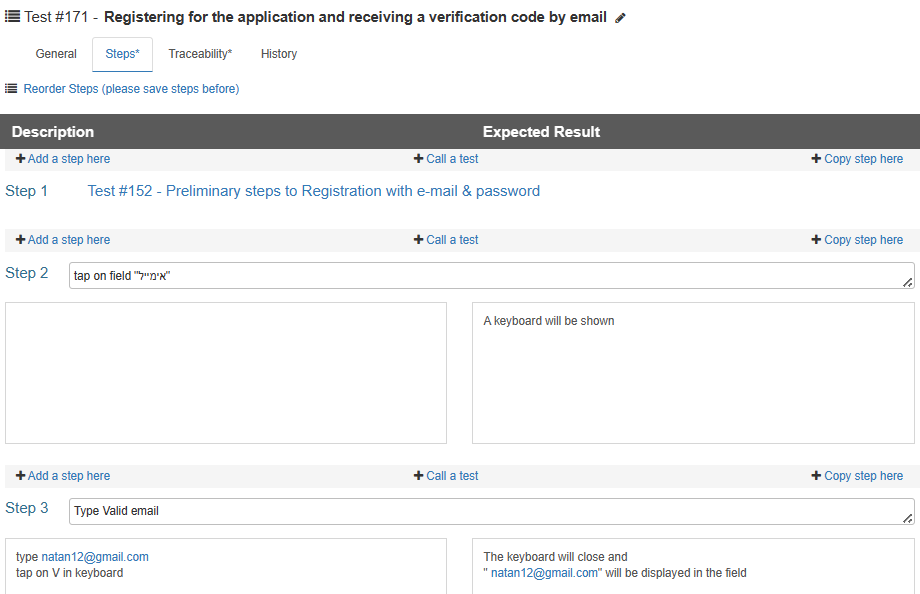 Test #171 - Registering for the application and receiving a verification code by email
General Steps* Traceability* History
Reorder Steps (please save steps before)
Description Expected Result
Add a step here Call a test Copy step here
Step 1 Test #152 - Preliminary steps to Registration with e-mail & password
Add a step here Call a test Copy step here
Step 2 tap on field "אימייל"
A keyboard will be shown
Add a step here Call a test Copy step here
Step 3 Type Valid email
type natan12@gmail.com
tap on V in keyboard
The keyboard will close and
" natan12@gmail.com" will be displayed in the field